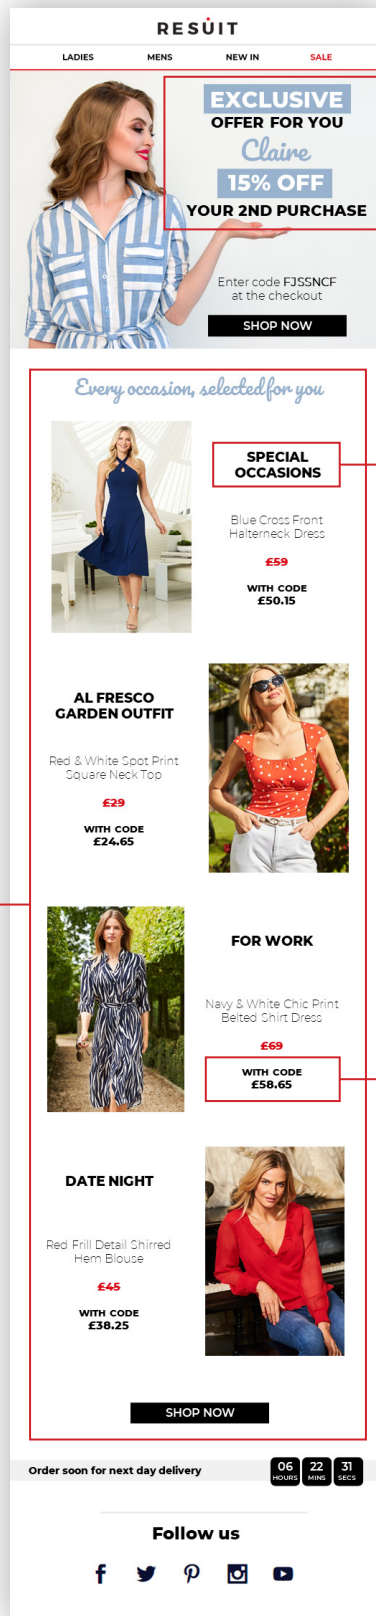 RESUIT
LADIES MENS NEW IN SALE
EXCLUSIVE
OFFER FOR YOU
Claire
15% OFF
YOUR 2ND PURCHASE
Enter code FJSSNCF
at the checkout
SHOP NOW
Every occasion, selected for you
SPECIAL
OCCASIONS
Blue Cross Front
Halterneck Dress
£59
WITH CODE
£50.15
AL FRESCO
GARDEN OUTFIT
Red & White Spot Print
Square Neck Top
£29
WITH CODE
£24.65
FOR WORK
Navy & White Chic Print
Belted Shirt Dress
£69
WITH CODE
£58.65
DATE NIGHT
Red Frill Detail Shirred
Hem Blouse
£45
WITH CODE
£38.25
SHOP NOW
Order soon for next day delivery
06 22 31
HOURS MINS SECS
Follow us